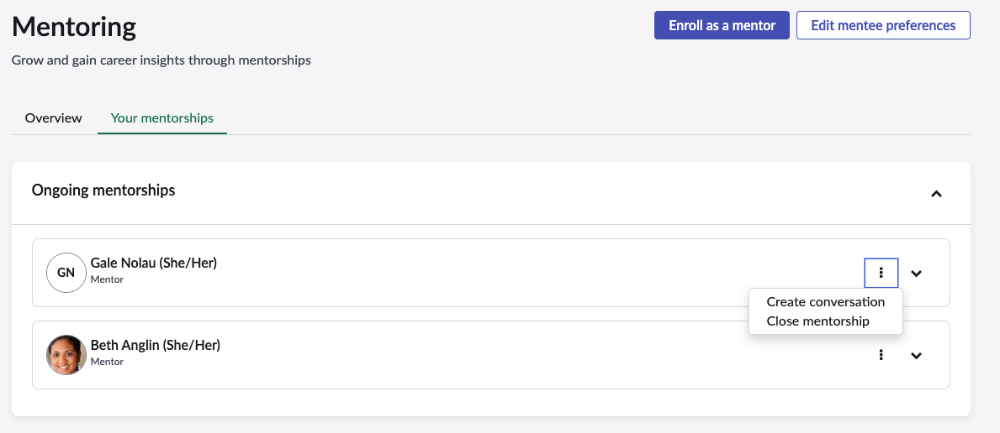 Mentoring
Enroll as a mentor
Edit mentee preferences
Grow and gain career insights through mentorships
Overview
Your mentorships
Ongoing mentorships
GN
Gale Nolau (She/Her)
Mentor
Create conversation
Close mentorship
Beth Anglin (She/Her)
Mentor